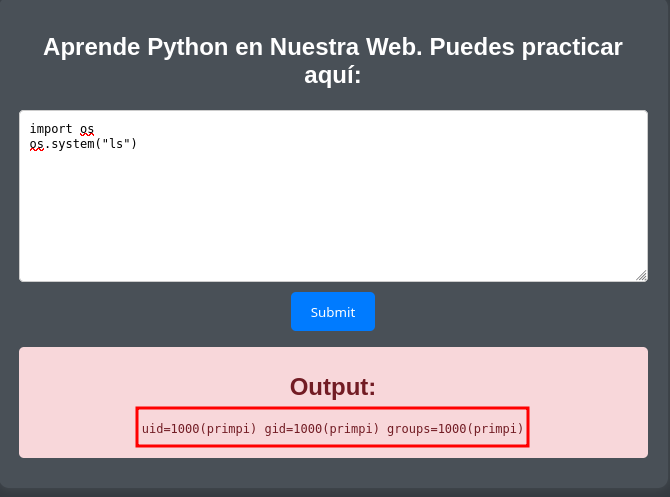 Aprende Python en Nuestra Web. Puedes practicar
aquí:
import os
os.system("ls")
Submit
Output:
uid=1000(primpi) gid=1000(primpi) groups=1000(primpi)